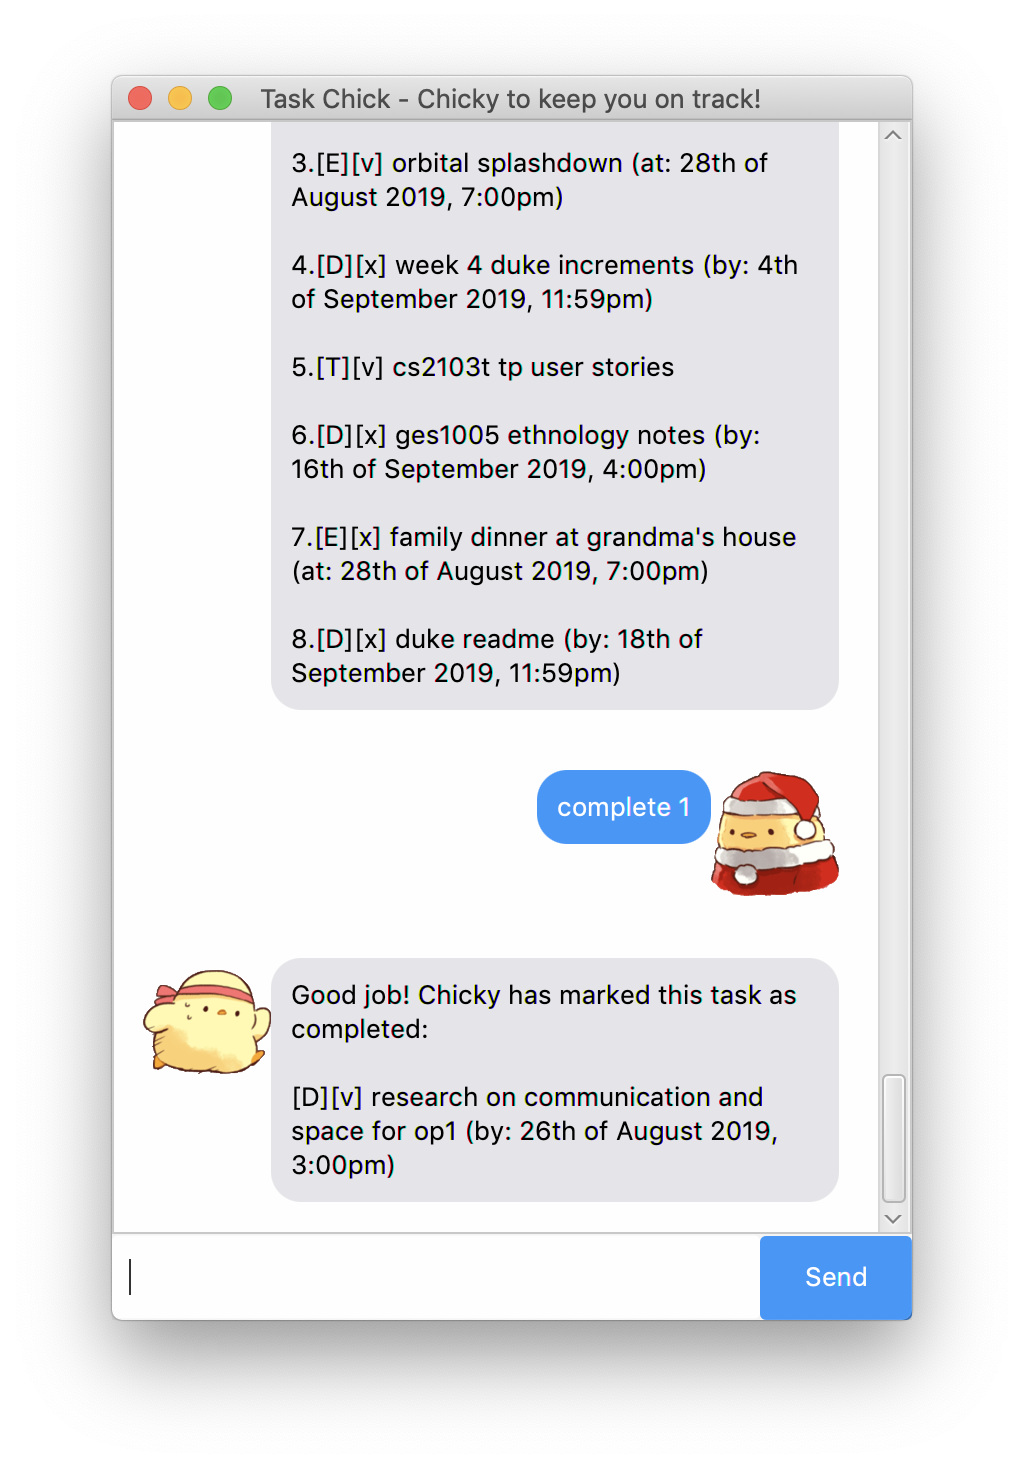 Task Chick - Chicky to keep you on track!
3.[E][v] orbital splashdown (at: 28th of
August 2019, 7:00pm)
4.[D][x] week 4 duke increments (by: 4th
of September 2019, 11:59pm)
5.[T][v] cs2103t tp user stories
6.[D][x] ges1005 ethnology notes (by:
16th of September 2019, 4:00pm)
7.[E][x] family dinner at grandma's house
(at: 28th of August 2019, 7:00pm)
8.[D][x] duke readme (by: 18th of
September 2019, 11:59pm)
complete 1
Good job! Chicky has marked this task as
completed:
[D][v] research on communication and
space for op1 (by: 26th of August 2019,
3:00pm)
Send